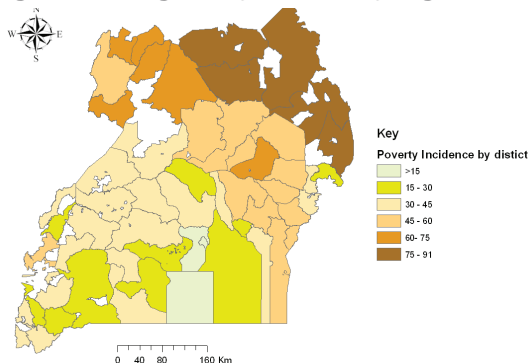 N
W E
S
Key
Poverty Incidence by distict
>15
15 - 30
30 - 45
45 - 60
60- 75
75 - 91
0 40 80 160 Km